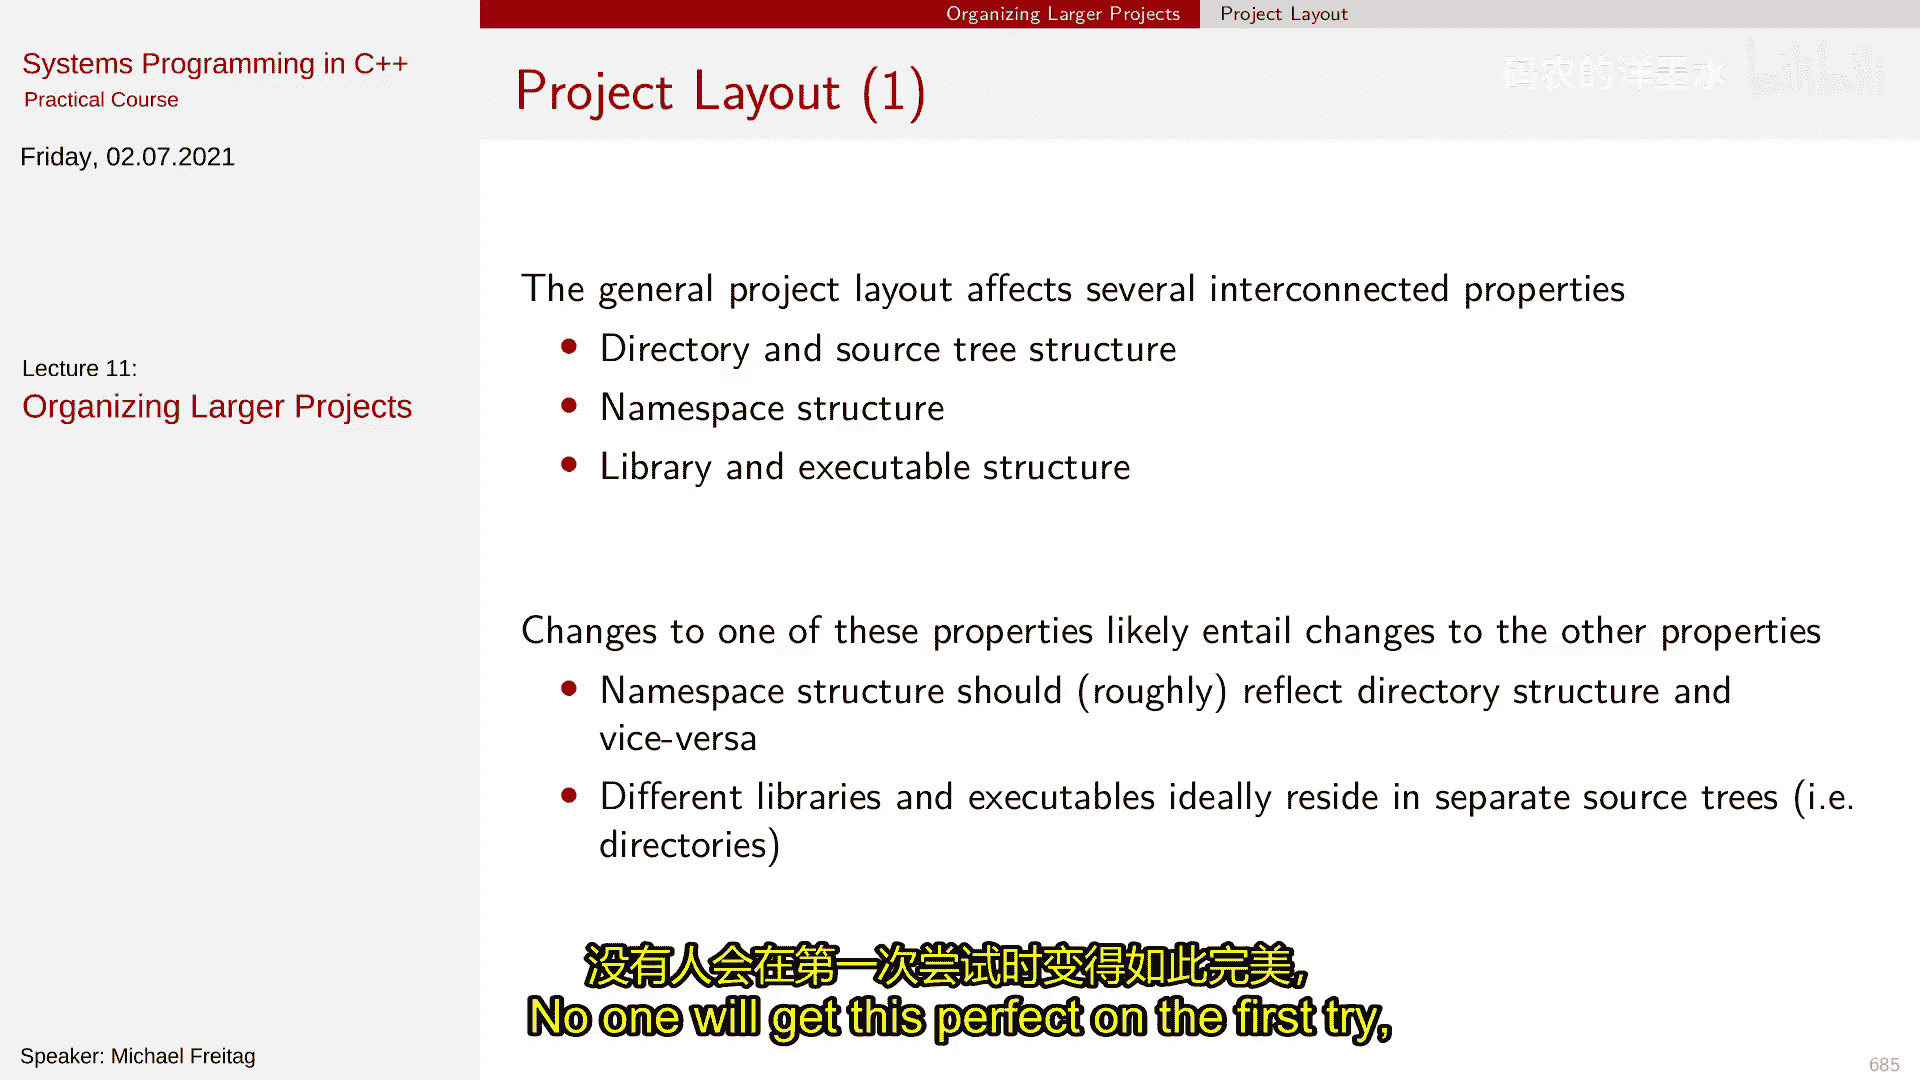 Organizing Larger Projects
Project Layout
Systems Programming in C++
Practical Course
Friday, 02.07.2021
Lecture 11:
Organizing Larger Projects
Speaker: Michael Freitag
Project Layout (1)
码农的洋墨水
bilibili
The general project layout affects several interconnected properties
• Directory and source tree structure
• Namespace structure
• Library and executable structure
Changes to one of these properties likely entail changes to the other properties
• Namespace structure should (roughly) reflect directory structure and
vice-versa
• Different libraries and executables ideally reside in separate source trees (i.e.
directories)
没有人会在第一次尝试时变得如此完美,
No one will get this perfect on the first try,
685